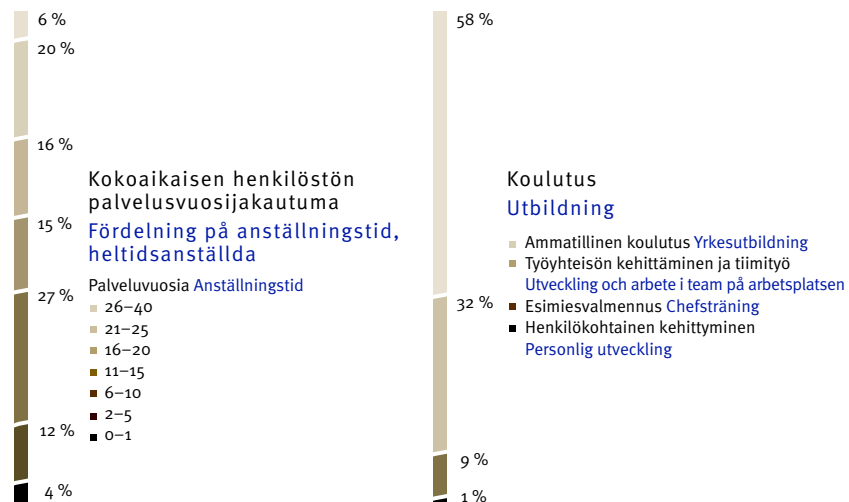 6 %
20 %
16 %
15 %
27 %
12 %
4 %
Kokoaikaisen henkilöstön
palvelusvuosijakautuma
Fördelning på anställningstid,
heltidsanställda
Palveluvuosia Anställningstid
26–40
21–25
16–20
11–15
6–10
2–5
0–1
58 %
32 %
9 %
1 %
Koulutus
Utbildning
Ammatillinen koulutus Yrkesutbildning
Työyhteisön kehittäminen ja tiimityö
Utveckling och arbete i team på arbetsplatsen
Esimiesvalmennus Chefsträning
Henkilökohtainen kehittyminen
Personlig utveckling